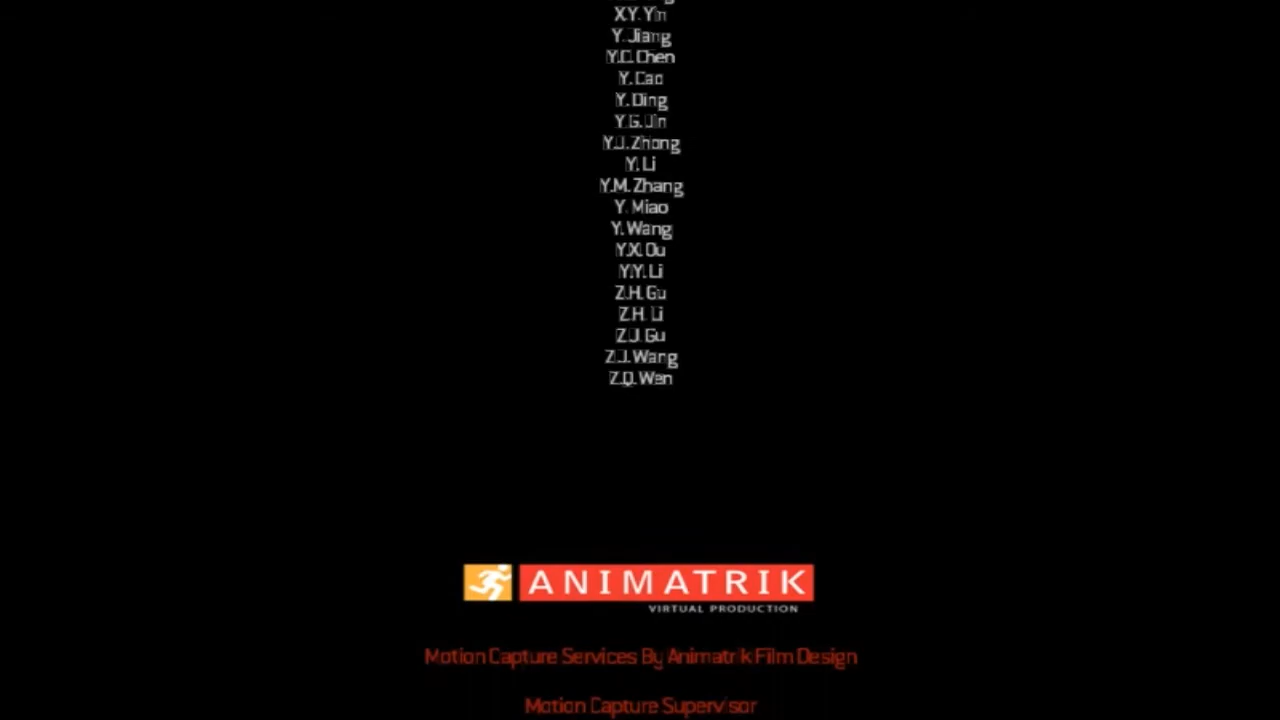 X.Y. Yin
Y. Jiang
Y.C. Chen
Y. Cao
Y. Ding
Y.G. Jin
Y.J. Zhong
Y. Li
Y.M. Zhang
Y. Miao
Y. Wang
Y.X. Ou
Y.Y. Li
Z.H. Gu
Z.H. Li
Z.J. Gu
Z.J. Wang
Z.Q. Wen
ANIMATRIK
VIRTUAL PRODUCTION
Motion Capture Services By Animatrik Film Design
Motion Capture Supervisor